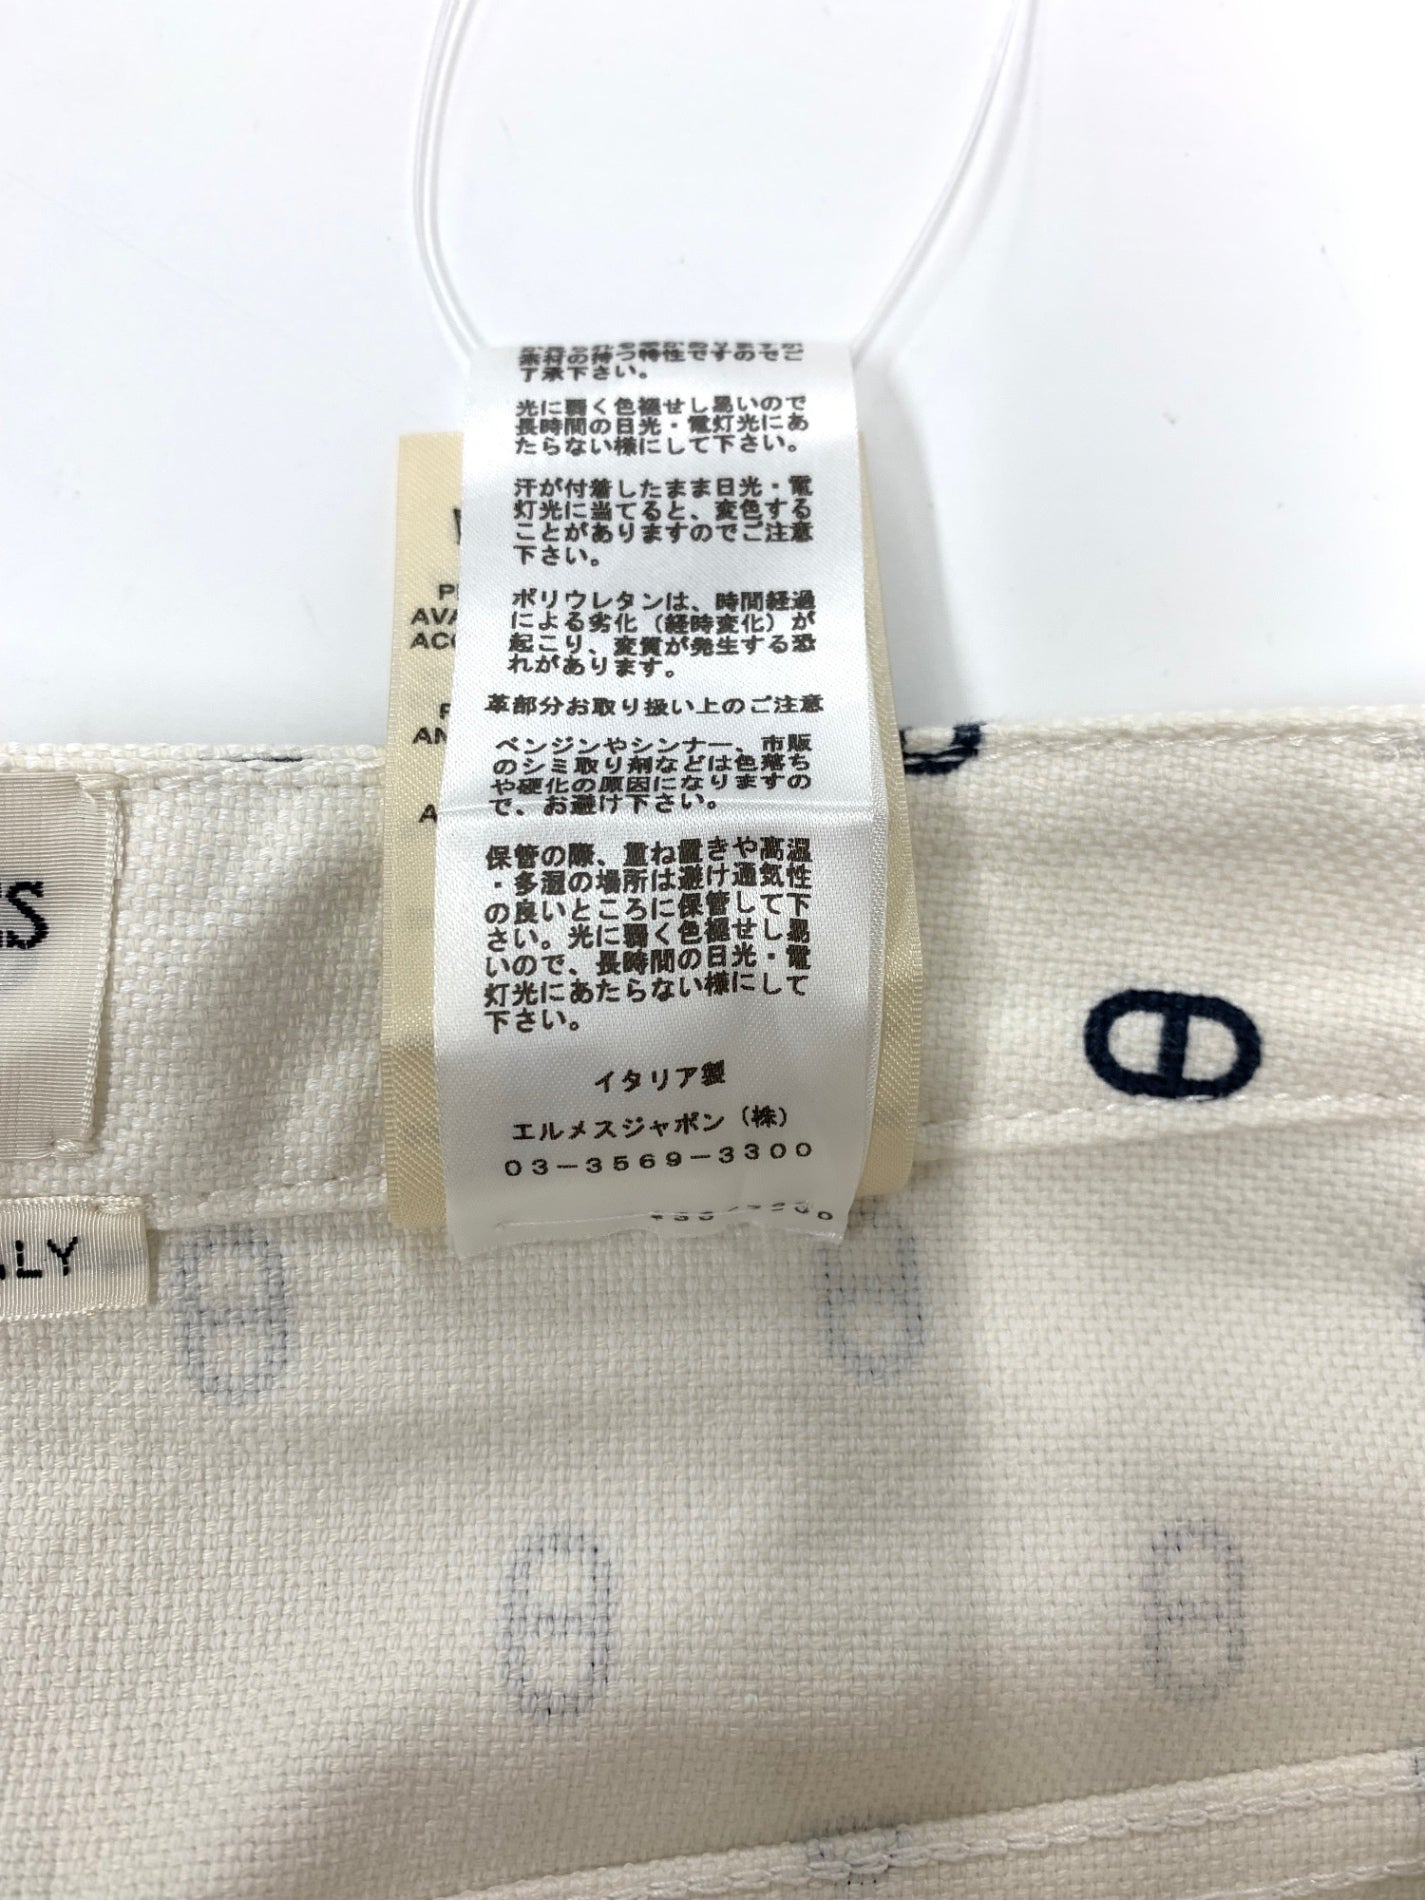 素材の持つ特性ですのでご
了承下さい。
光に弱く色褪せし易いので
長時間の日光・電灯光にあ
たらない様にして下さい。
汗が付着したまま日光・電
灯光に当てると、変色する
ことがありますのでご注意
下さい。
ポリウレタンは、時間経過
による劣化（経時変化）が
起こり、変質が発生する恐
れがあります。
革部分お取り扱い上のご注意
ベンジンやシンナー、市販
のシミ取り剤などは色落ち
や硬化の原因になりますの
で、お避け下さい。
保管の際、重ね置きや高温
・多湿の場所は避け通気性
の良いところに保管して下
さい。光に弱く色褪せし易
いので、長時間の日光・電
灯光にあたらない様にして
下さい。
イタリア製
エルメスジャポン（株）
03－3569－3300
AVA
ACC
AN
A
ES
LY